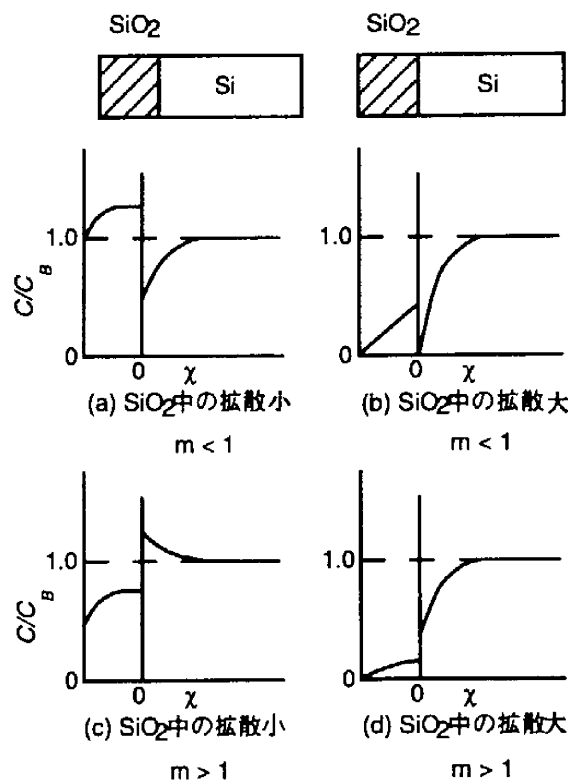 SiO2 SiO2
Si Si
C/CB
1.0 1.0
0 0
0 χ 0 χ
(a) SiO2中の拡散小 (b) SiO2中の拡散大
m < 1 m < 1
C/CB
1.0 1.0
0 0
0 χ 0 χ
(c) SiO2中の拡散小 (d) SiO2中の拡散大
m > 1 m > 1